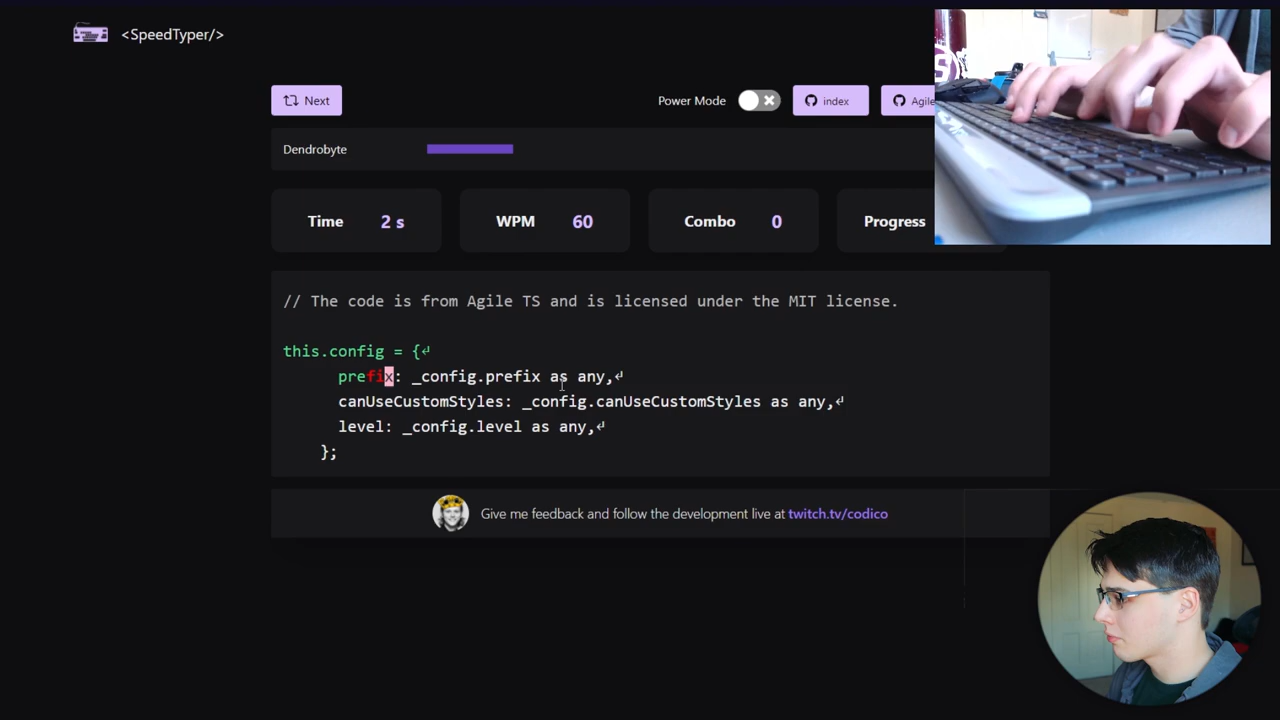 <SpeedTyper/>
Next
Power Mode
index
Dendrobyte
Time 2 s
WPM 60
Combo 0
Progress
// The code is from Agile TS and is licensed under the MIT license.
this.config = {↵
prefix: _config.prefix as any,↵
canUseCustomStyles: _config.canUseCustomStyles as any,↵
level: _config.level as any,↵
};
Give me feedback and follow the development live at twitch.tv/codico